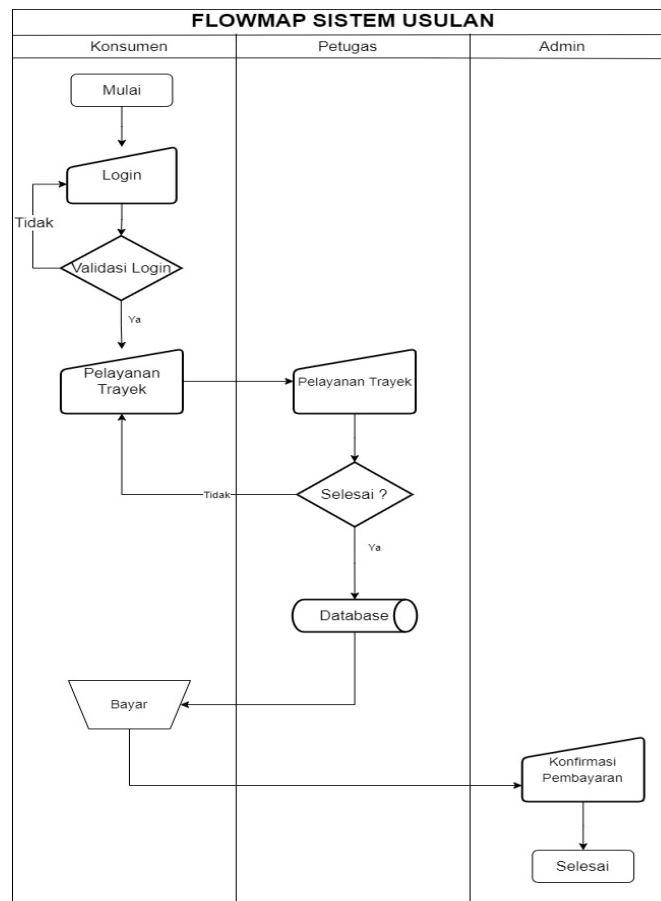 FLOWMAP SISTEM USULAN
Konsumen
Petugas
Admin
Mulai
Login
Tidak
Validasi Login
Ya
Pelayanan
Trayek
Pelayanan Trayek
Tidak
Selesai ?
Ya
Database
Bayar
Konfirmasi
Pembayaran
Selesai